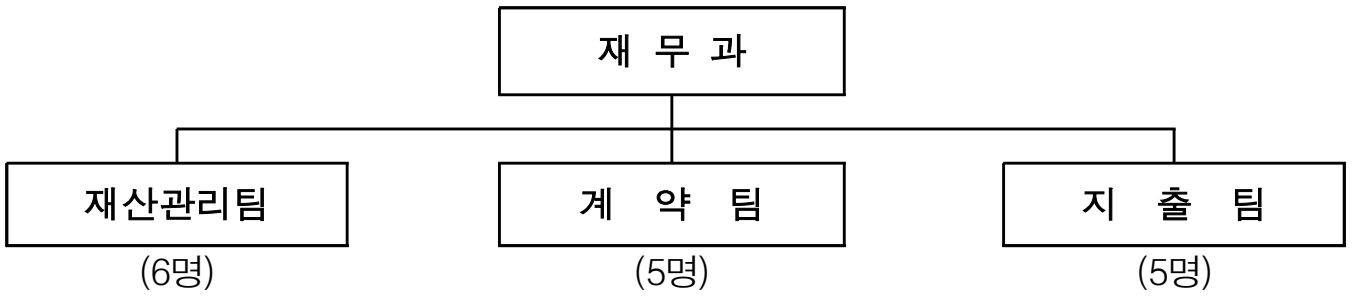 재 무 과
재산관리팀 계 약 팀 지 출 팀
(6명) (5명) (5명)